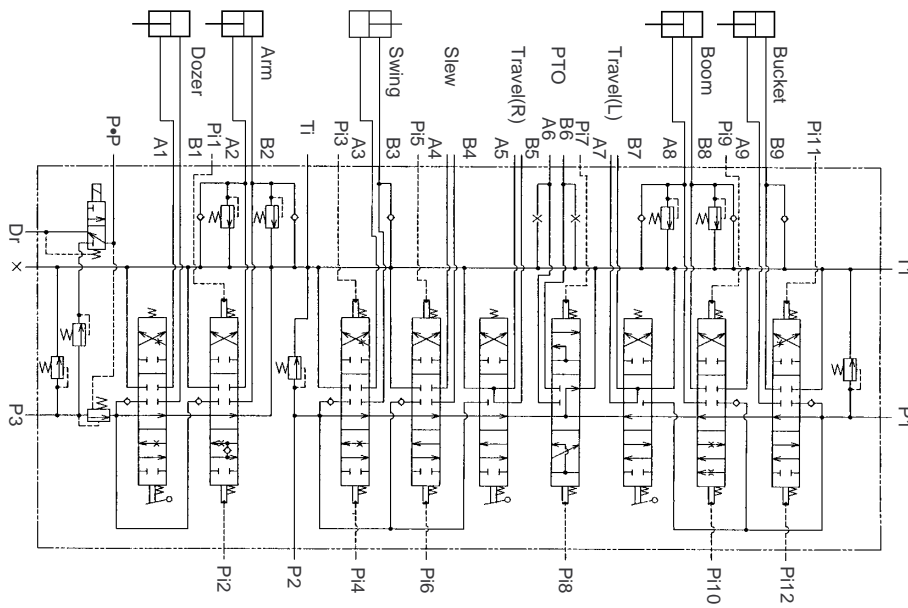 Dozer
Arm
Swing
Slew
Travel(R)
PTO
Travel(L)
Boom
Bucket
P•P
A1
B1
Pi1
A2
B2
Ti
Pi3
A3
B3
Pi5
A4
B4
A5
B5
A6
B6
Pi7
A7
B7
A8
B8
Pi9
A9
B9
Pi11
Dr
X
P3
P1
Pi2
P2
Pi4
Pi6
Pi8
Pi10
Pi12